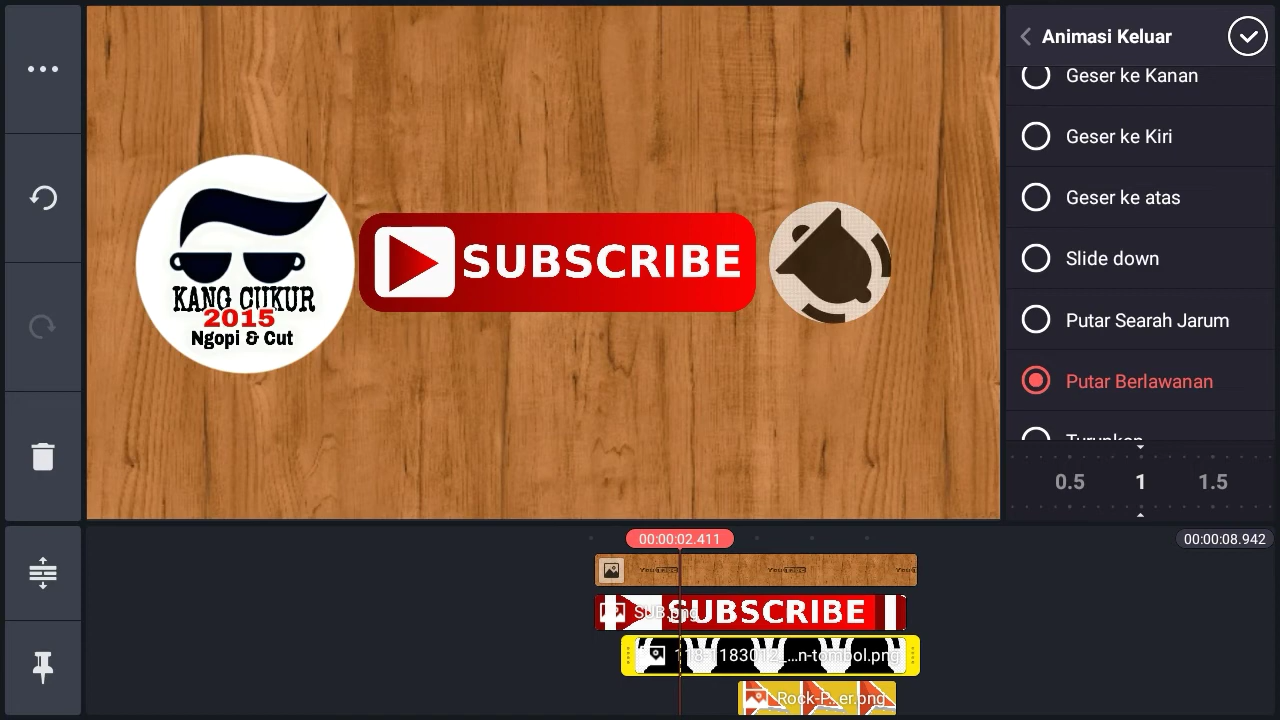 Animasi Keluar
Geser ke Kanan
Geser ke Kiri
Geser ke atas
Slide down
Putar Searah Jarum
Putar Berlawanan
0.5 1 1.5
KANG CUKUR
2015
Ngopi & Cut
SUBSCRIBE
00:00:02.411
00:00:08.942
SUB.png
SUBSCRIBE
118-1183012_...n-tombol.png
Rock-P...er.png